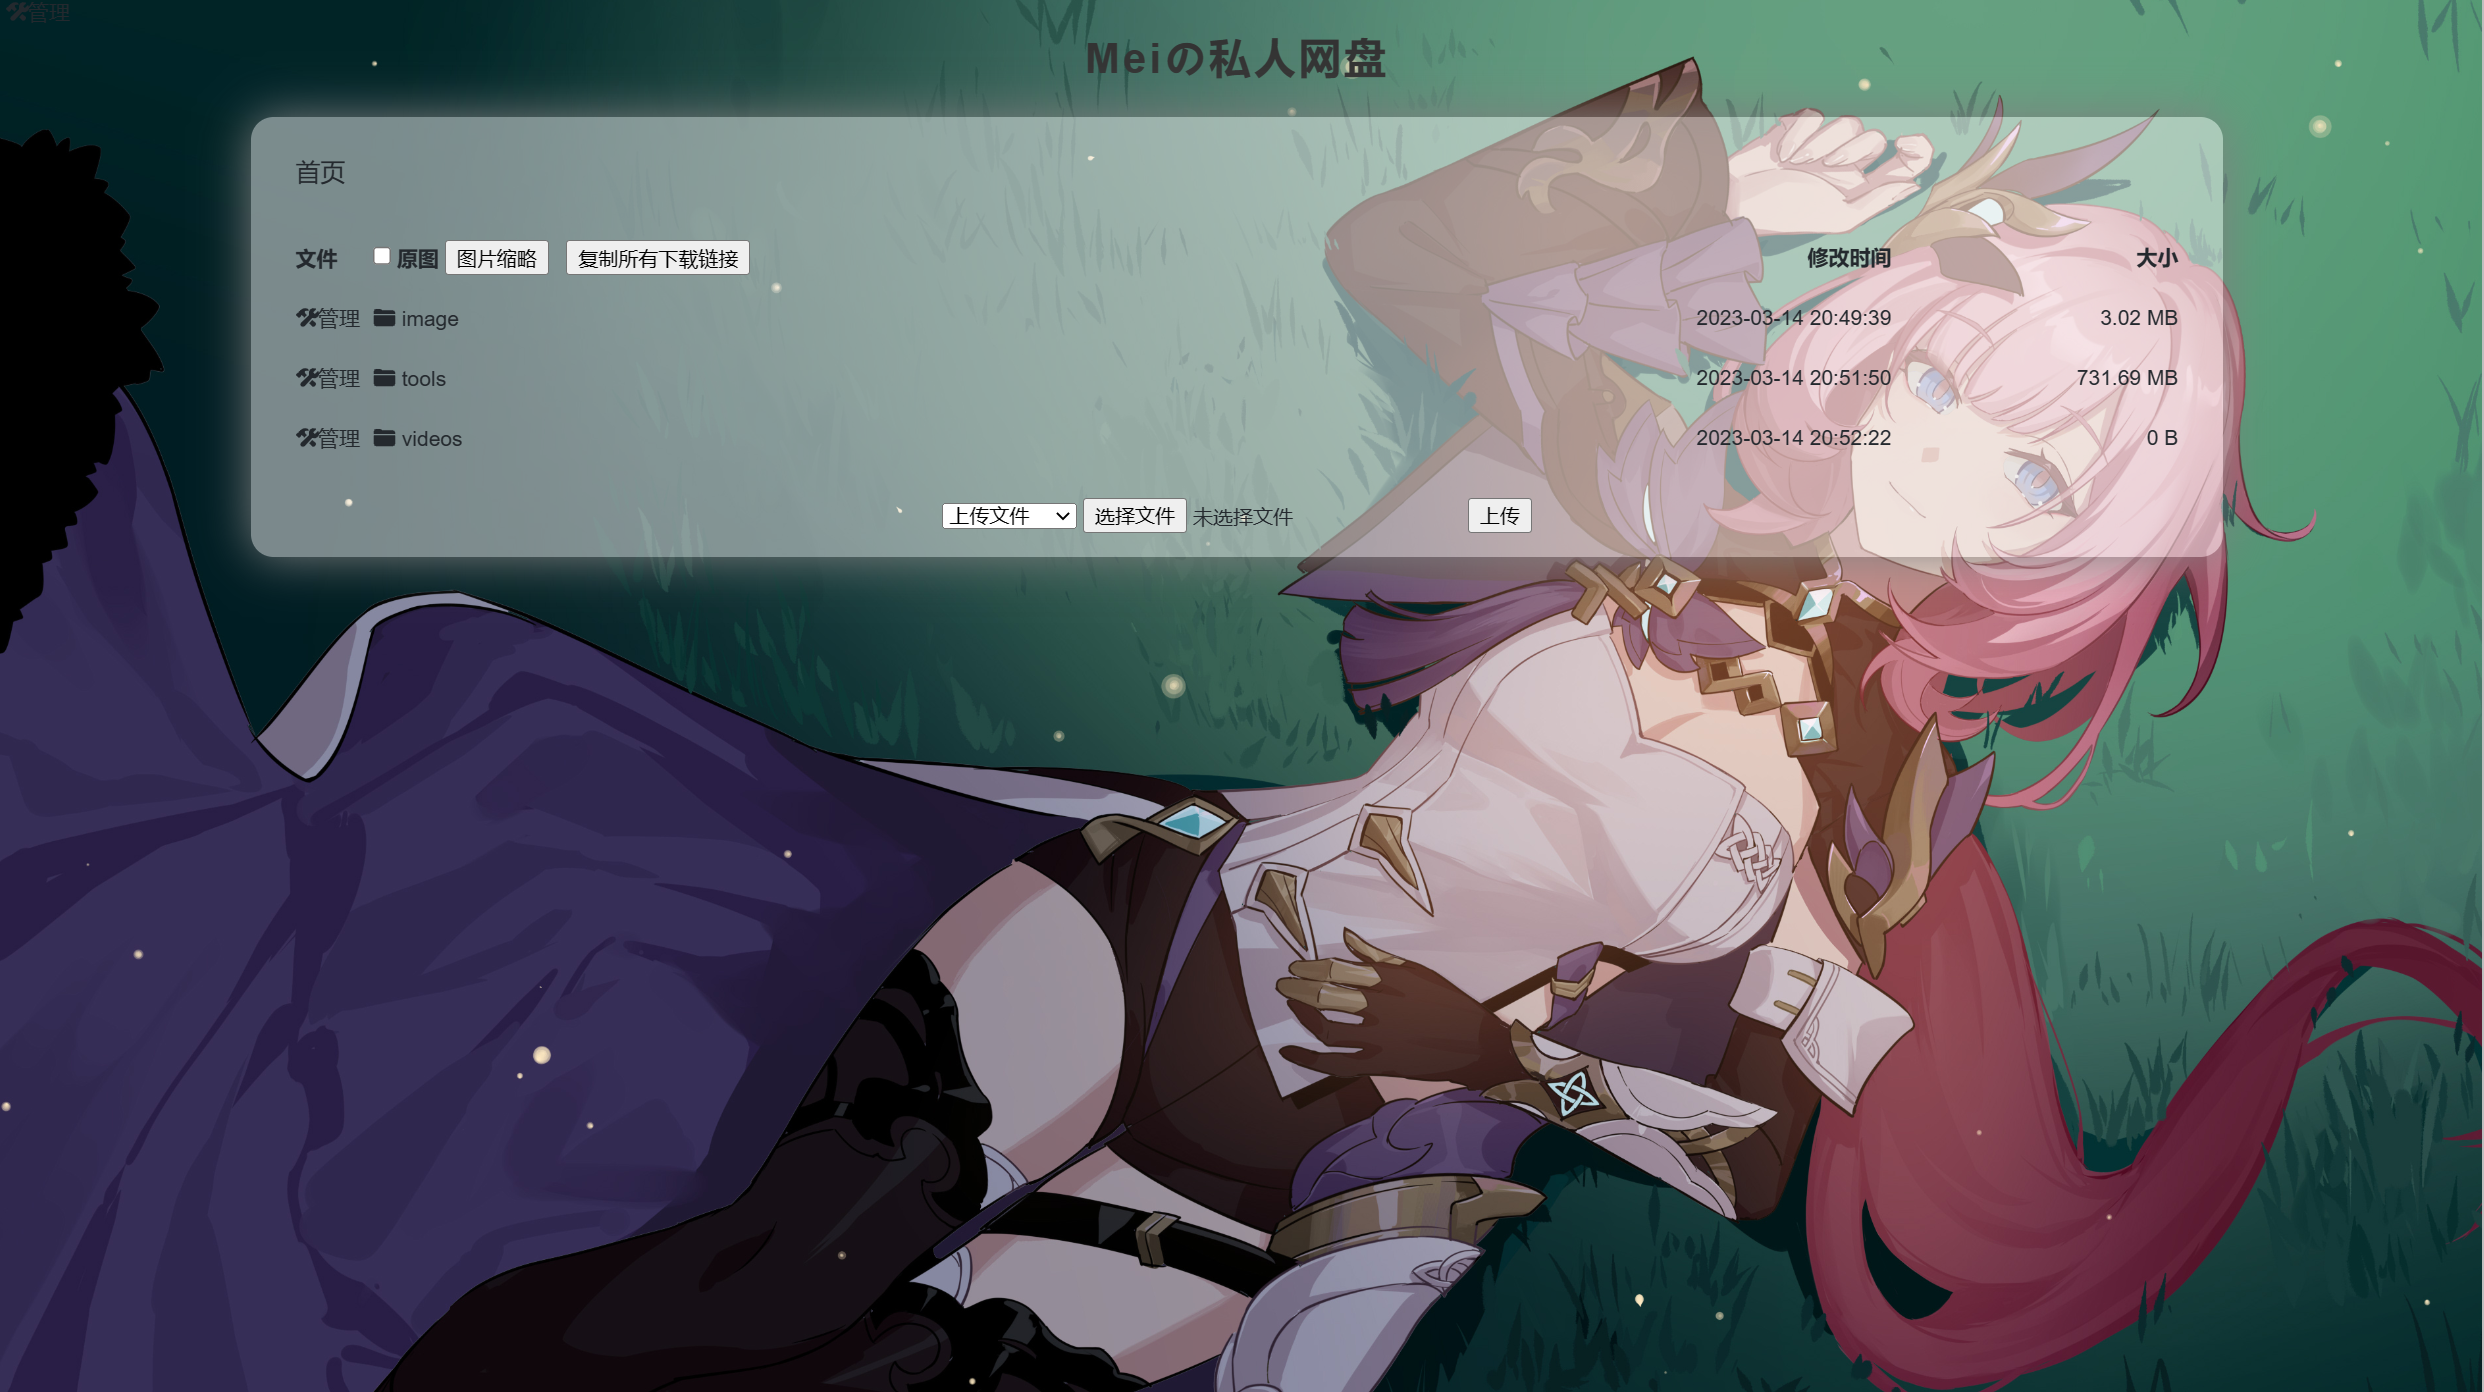 管理
Meiの私人网盘
首页
文件 原图 图片缩略 复制所有下载链接 修改时间 大小
管理 image 2023-03-14 20:49:39 3.02 MB
管理 tools 2023-03-14 20:51:50 731.69 MB
管理 videos 2023-03-14 20:52:22 0 B
上传文件 选择文件 未选择文件 上传